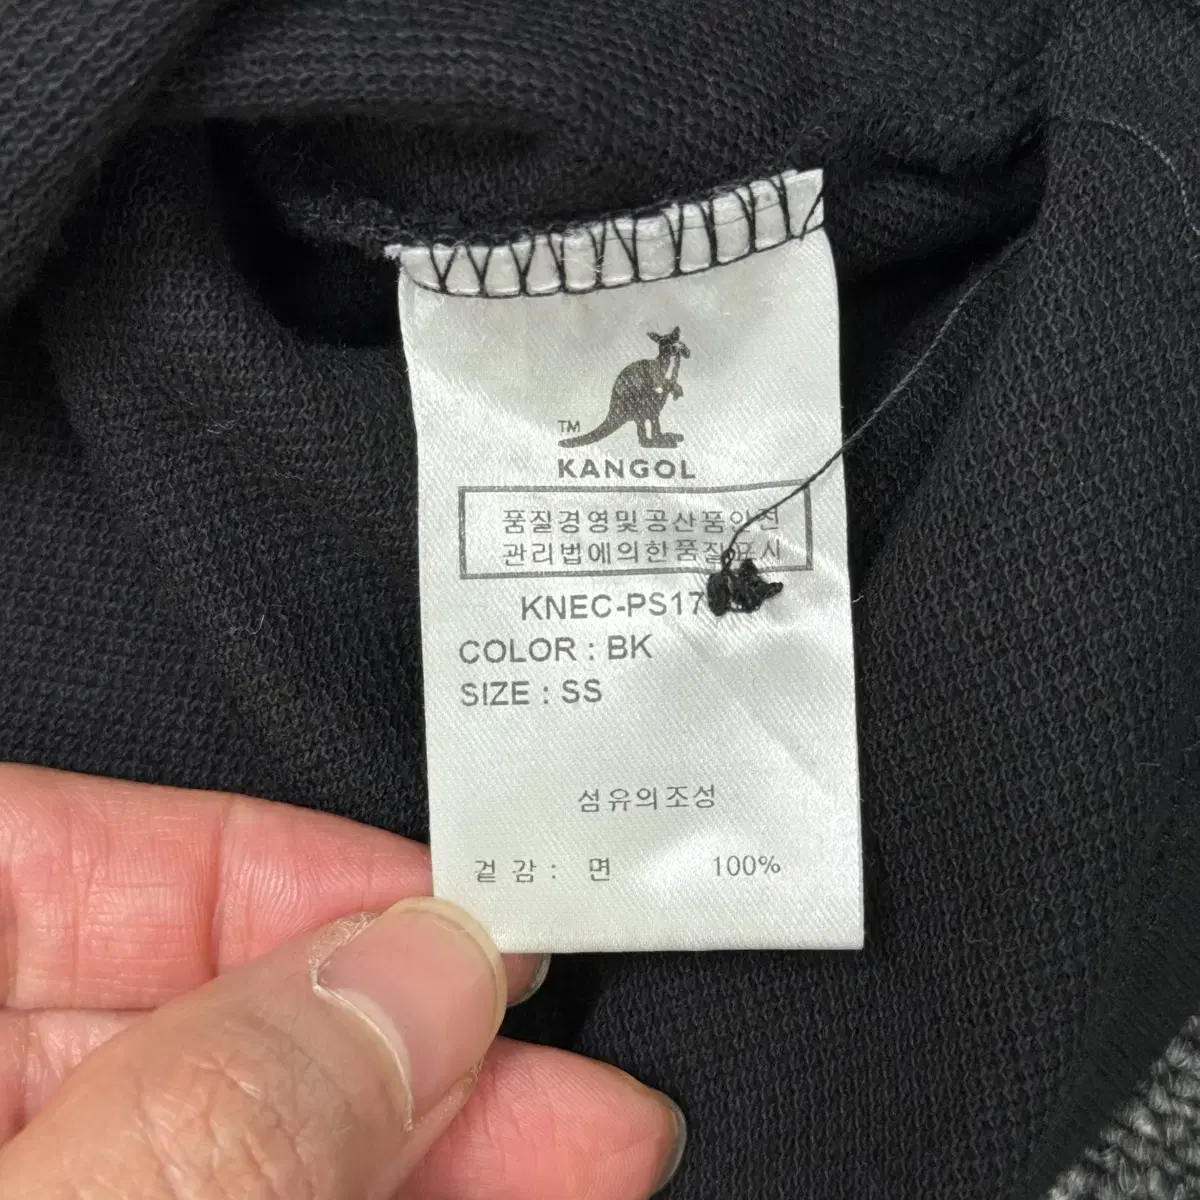 TM
KANGOL
품질경영및공산품안전
관리법에의한품질표시
KNEC-PS17
COLOR : BK
SIZE : SS
섬유의조성
겉감 : 면 100%